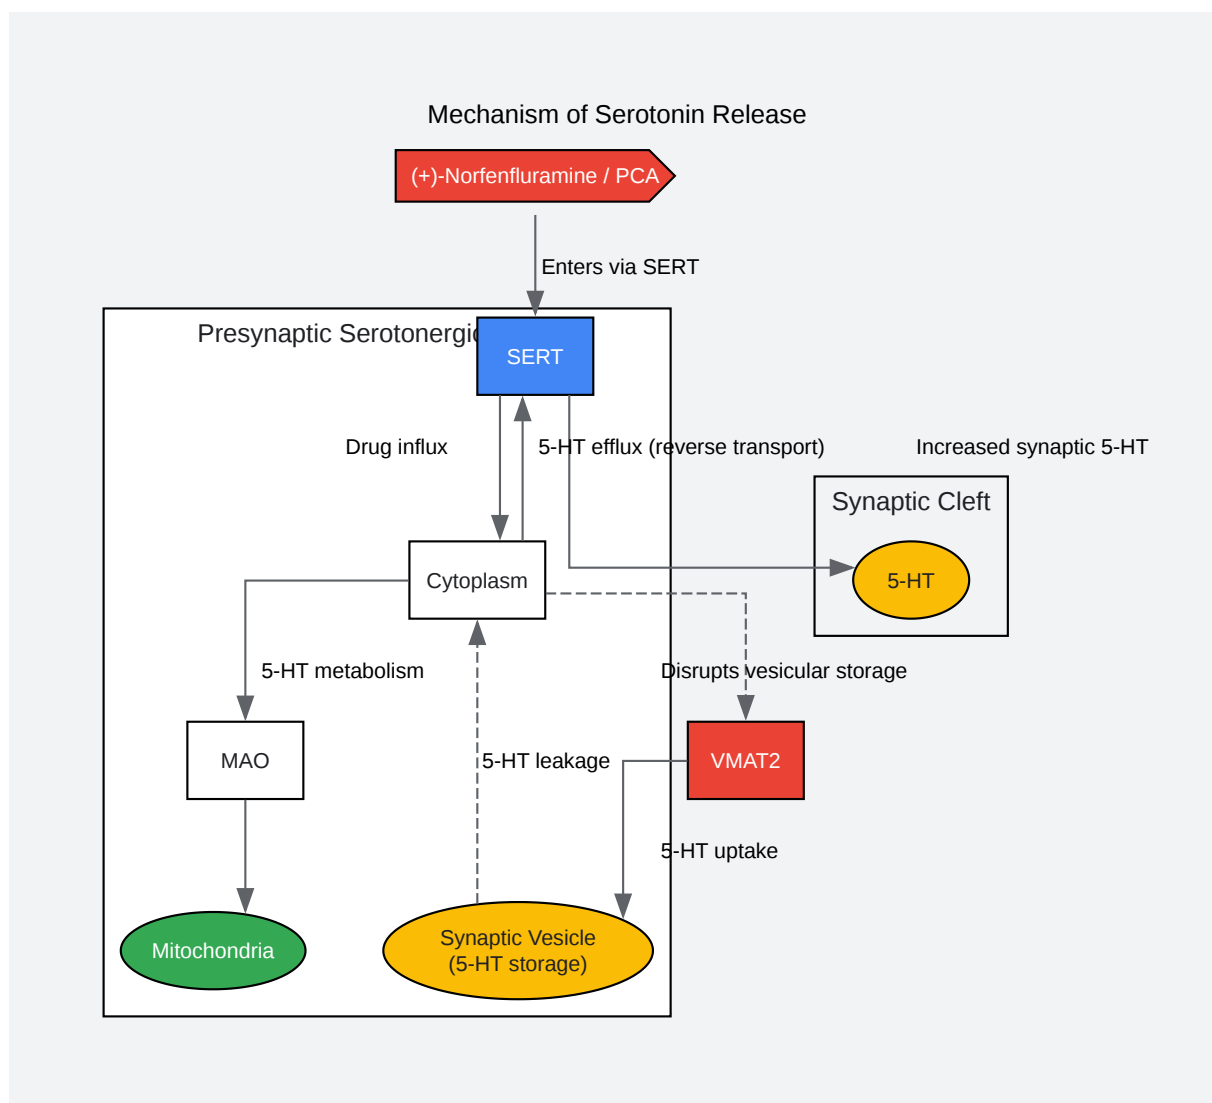 Mechanism of Serotonin Release
(+)-Norfenfluramine / PCA
Enters via SERT
Presynaptic Serotonergic
SERT
Drug influx
5-HT efflux (reverse transport)
Increased synaptic 5-HT
Synaptic Cleft
5-HT
Cytoplasm
5-HT metabolism
Disrupts vesicular storage
MAO
5-HT leakage
VMAT2
5-HT uptake
Mitochondria
Synaptic Vesicle
(5-HT storage)